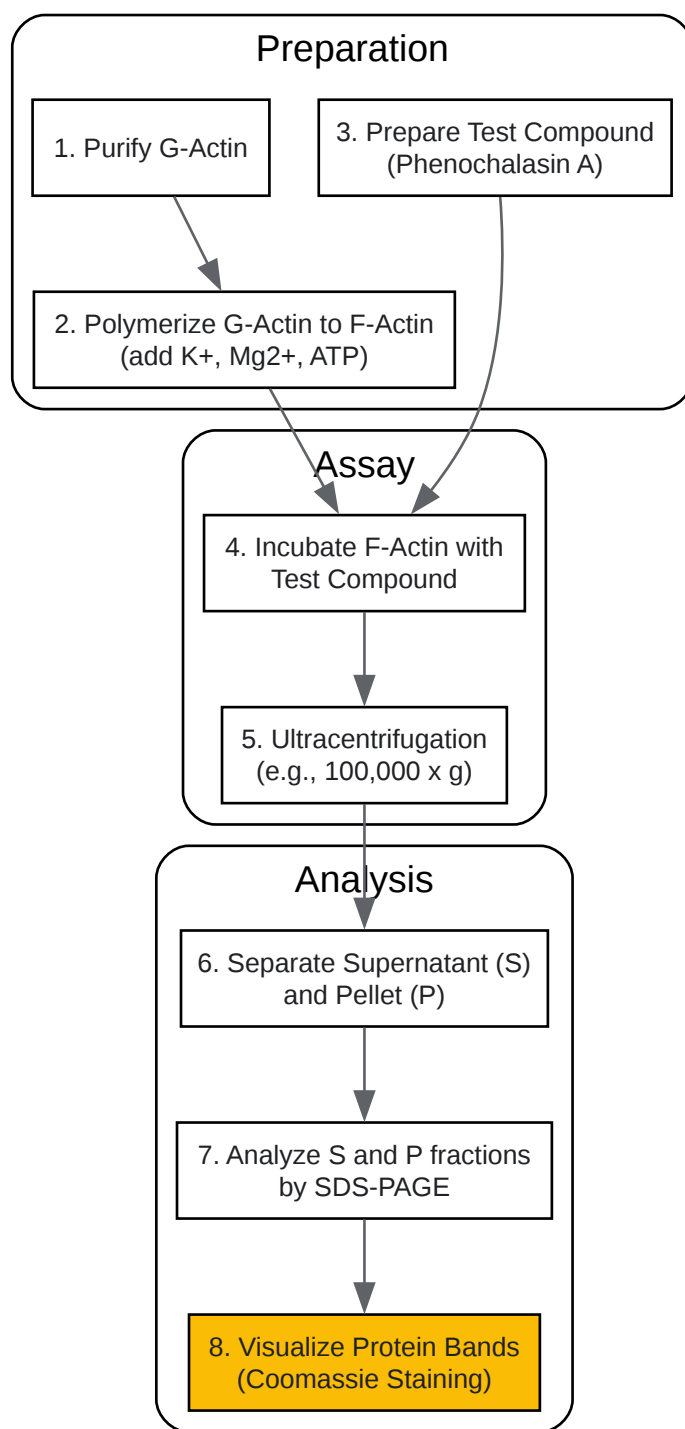 Preparation
1. Purify G-Actin
3. Prepare Test Compound
(Phenochalasin A)
2. Polymerize G-Actin to F-Actin
(add K+, Mg2+, ATP)
Assay
4. Incubate F-Actin with
Test Compound
5. Ultracentrifugation
(e.g., 100,000 x g)
Analysis
6. Separate Supernatant (S)
and Pellet (P)
7. Analyze S and P fractions
by SDS-PAGE
8. Visualize Protein Bands
(Coomassie Staining)